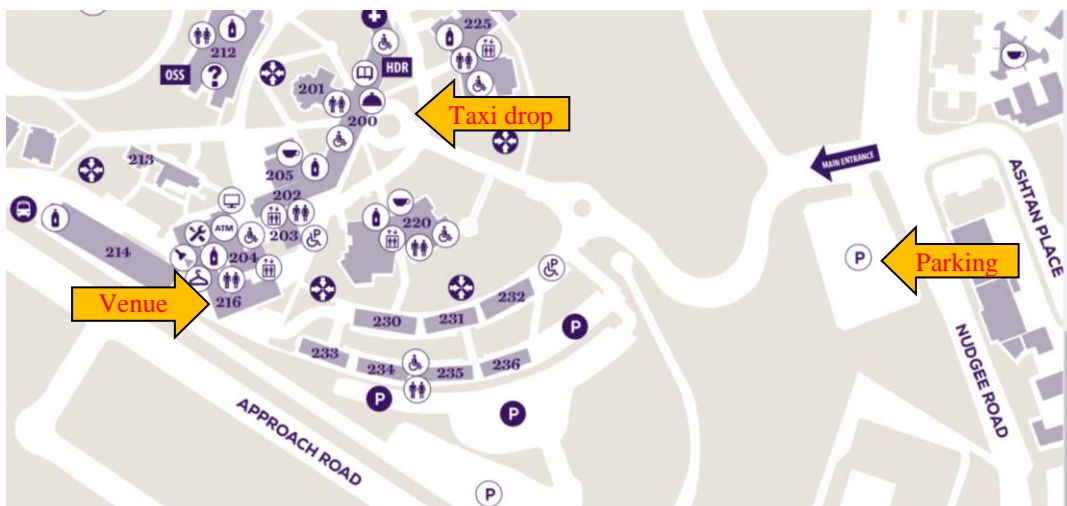 225
212
OSS
?
HDR
201
200
Taxi drop
213
205
202
MAIN ENTRANCE
ASHTAN PLACE
ATM
203
P
220
214
204
P
Parking
Venue
216
P
232
230
231
P
233
234
235
236
NUDGEE ROAD
P
P
APPROACH ROAD
P